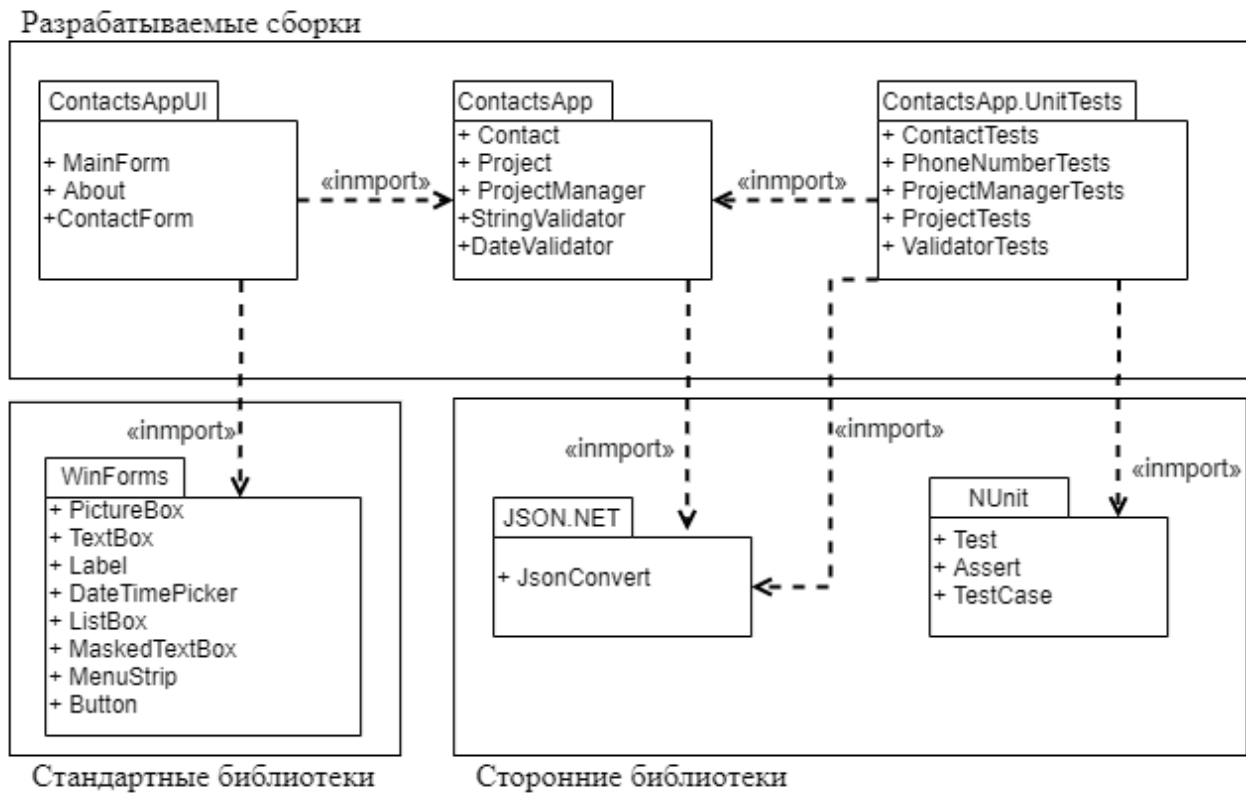 Разрабатываемые сборки
ContactsAppUI
+ MainForm
+ About
+ContactForm
«inmport»
ContactsApp
+ Contact
+ Project
+ ProjectManager
+StringValidator
+DateValidator
«inmport»
ContactsApp.UnitTests
+ ContactTests
+ PhoneNumberTests
+ ProjectManagerTests
+ ProjectTests
+ ValidatorTests
«inmport»
WinForms
+ PictureBox
+ TextBox
+ Label
+ DateTimePicker
+ ListBox
+ MaskedTextBox
+ MenuStrip
+ Button
Стандартные библиотеки
«inmport»
«inmport»
«inmport»
JSON.NET
+ JsonConvert
NUnit
+ Test
+ Assert
+ TestCase
Сторонние библиотеки